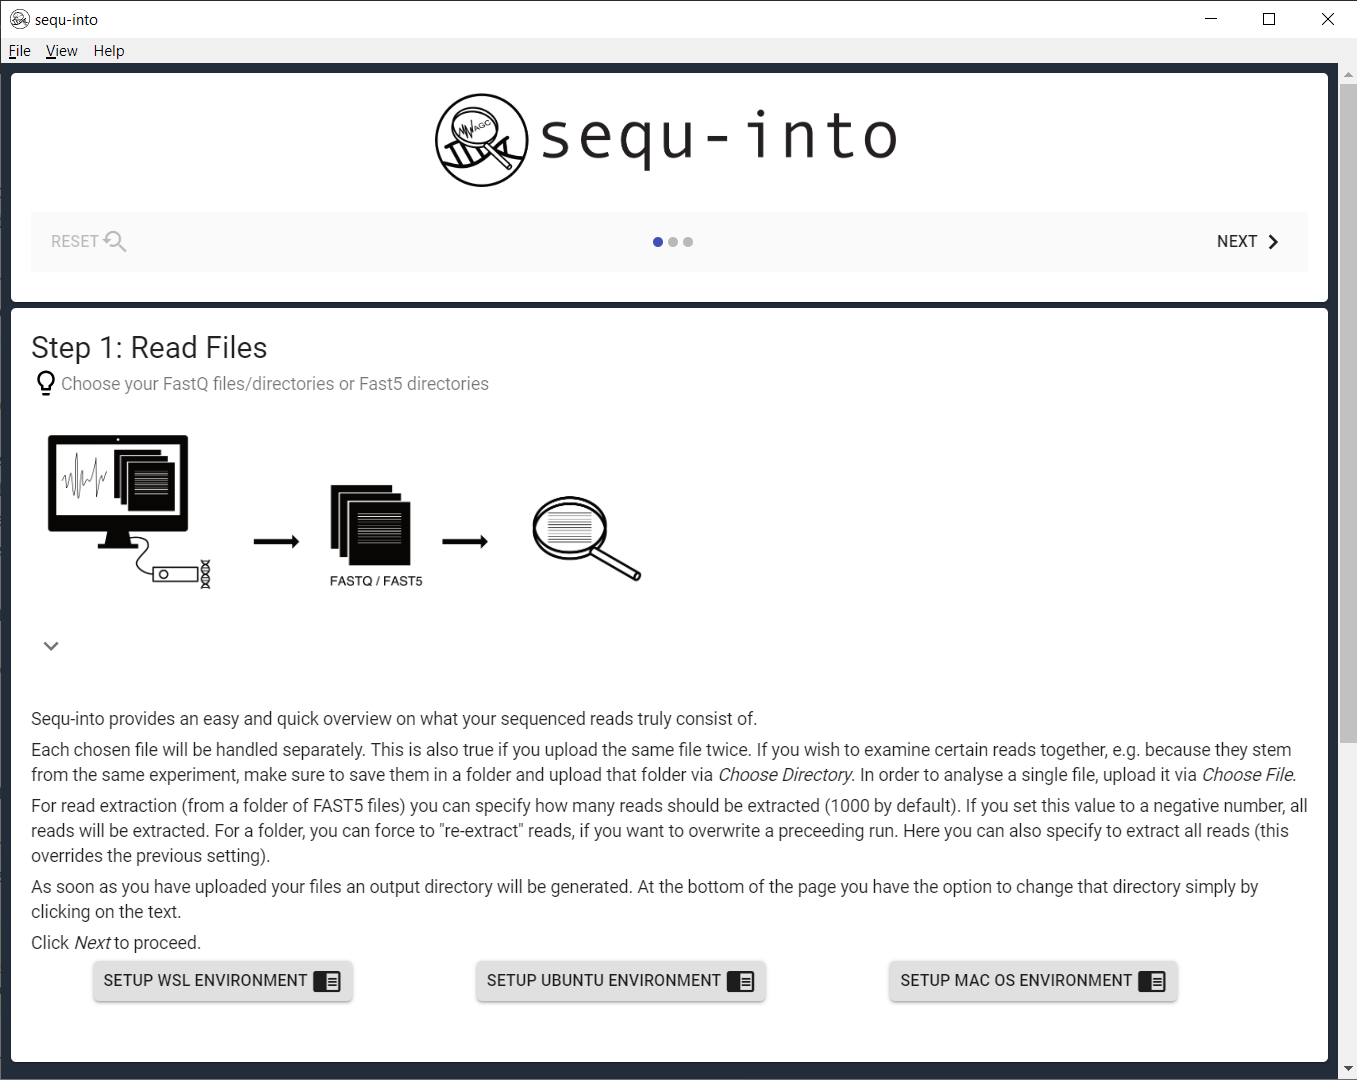 sequ-into
File View Help
AGC
sequ-into
RESET
NEXT
Step 1: Read Files
Choose your FastQ files/directories or Fast5 directories
FASTQ / FAST5
Sequ-into provides an easy and quick overview on what your sequenced reads truly consist of.
Each chosen file will be handled separately. This is also true if you upload the same file twice. If you wish to examine certain reads together, e.g. because they stem
from the same experiment, make sure to save them in a folder and upload that folder via Choose Directory. In order to analyse a single file, upload it via Choose File.
For read extraction (from a folder of FAST5 files) you can specify how many reads should be extracted (1000 by default). If you set this value to a negative number, all
reads will be extracted. For a folder, you can force to "re-extract" reads, if you want to overwrite a preceeding run. Here you can also specify to extract all reads (this
overrides the previous setting).
As soon as you have uploaded your files an output directory will be generated. At the bottom of the page you have the option to change that directory simply by
clicking on the text.
Click Next to proceed.
SETUP WSL ENVIRONMENT
SETUP UBUNTU ENVIRONMENT
SETUP MAC OS ENVIRONMENT